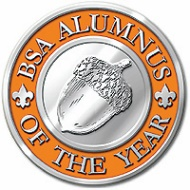 BSA ALUMNUS
OF THE YEAR